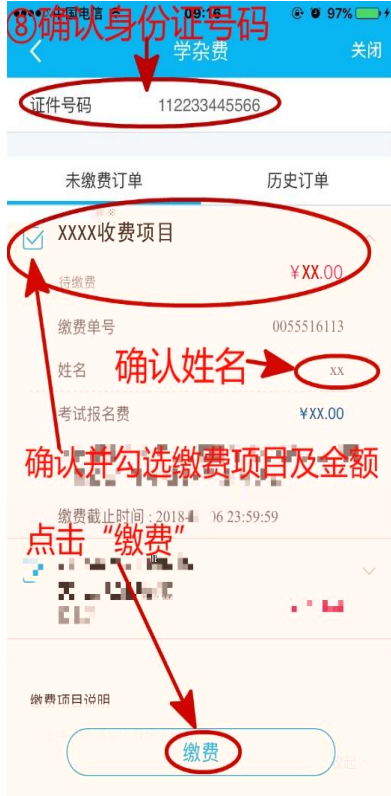 ⑧确认身份证号码
中国电信 09:16 97%
学杂费 关闭
证件号码 112233445566
未缴费订单 历史订单
XXXX收费项目
待缴费 ¥XX.00
缴费单号 0055516113
确认姓名
姓名 xx
考试报名费 ¥XX.00
确认并勾选缴费项目及金额
缴费截止时间 : 2018- 06 23:59:59
点击“缴费”
缴费项目说明
缴费